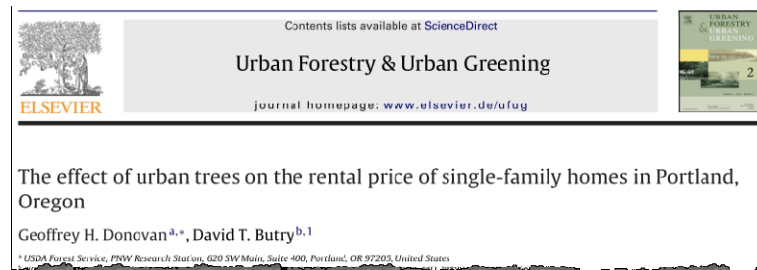 Contents lists available at ScienceDirect
Urban Forestry & Urban Greening
journal homepage: www.elsevier.de/ufug
ELSEVIER
URBAN
FORESTRY
& URBAN
GREENING
2
The effect of urban trees on the rental price of single-family homes in Portland,
Oregon
Geoffrey H. Donovan a,*, David T. Butry b,1
a USDA Forest Service, PNW Research Station, 620 SW Main, Suite 400, Portland, OR 97205, United States